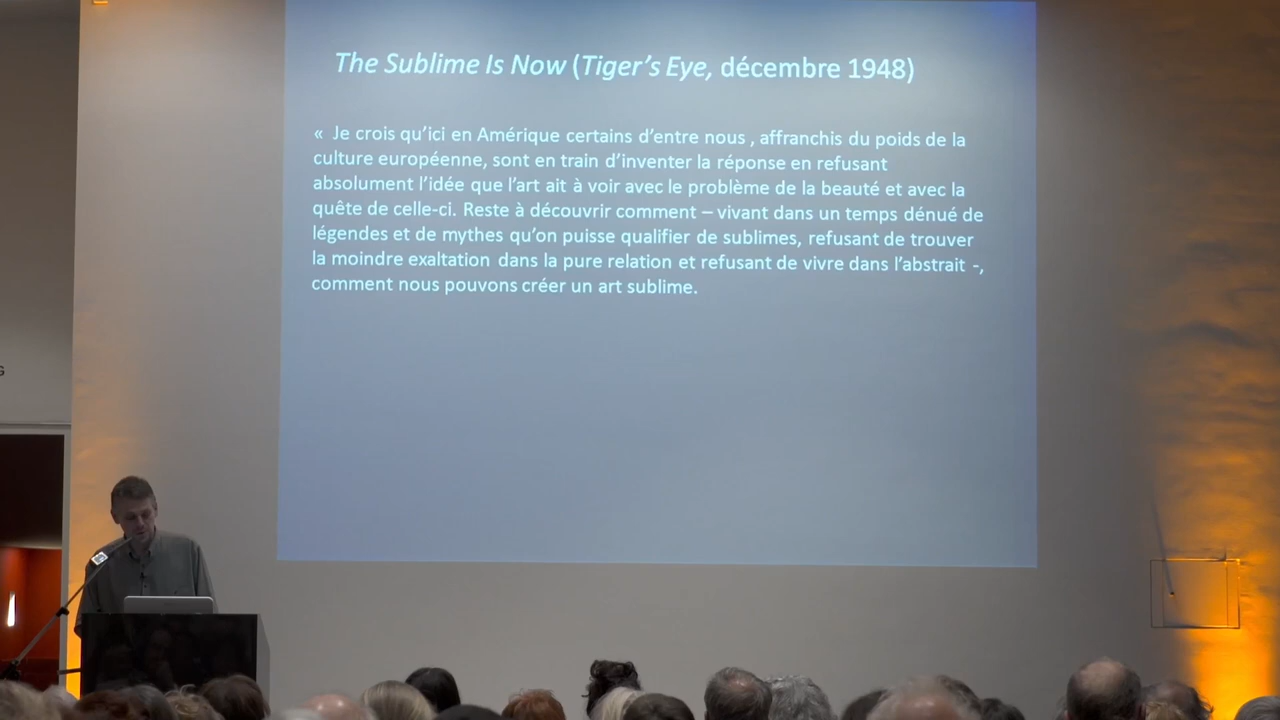 The Sublime Is Now (Tiger's Eye, décembre 1948)
« Je crois qu'ici en Amérique certains d'entre nous , affranchis du poids de la
culture européenne, sont en train d'inventer la réponse en refusant
absolument l'idée que l'art ait à voir avec le problème de la beauté et avec la
quête de celle-ci. Reste à découvrir comment – vivant dans un temps dénué de
légendes et de mythes qu'on puisse qualifier de sublimes, refusant de trouver
la moindre exaltation dans la pure relation et refusant de vivre dans l'abstrait -,
comment nous pouvons créer un art sublime.